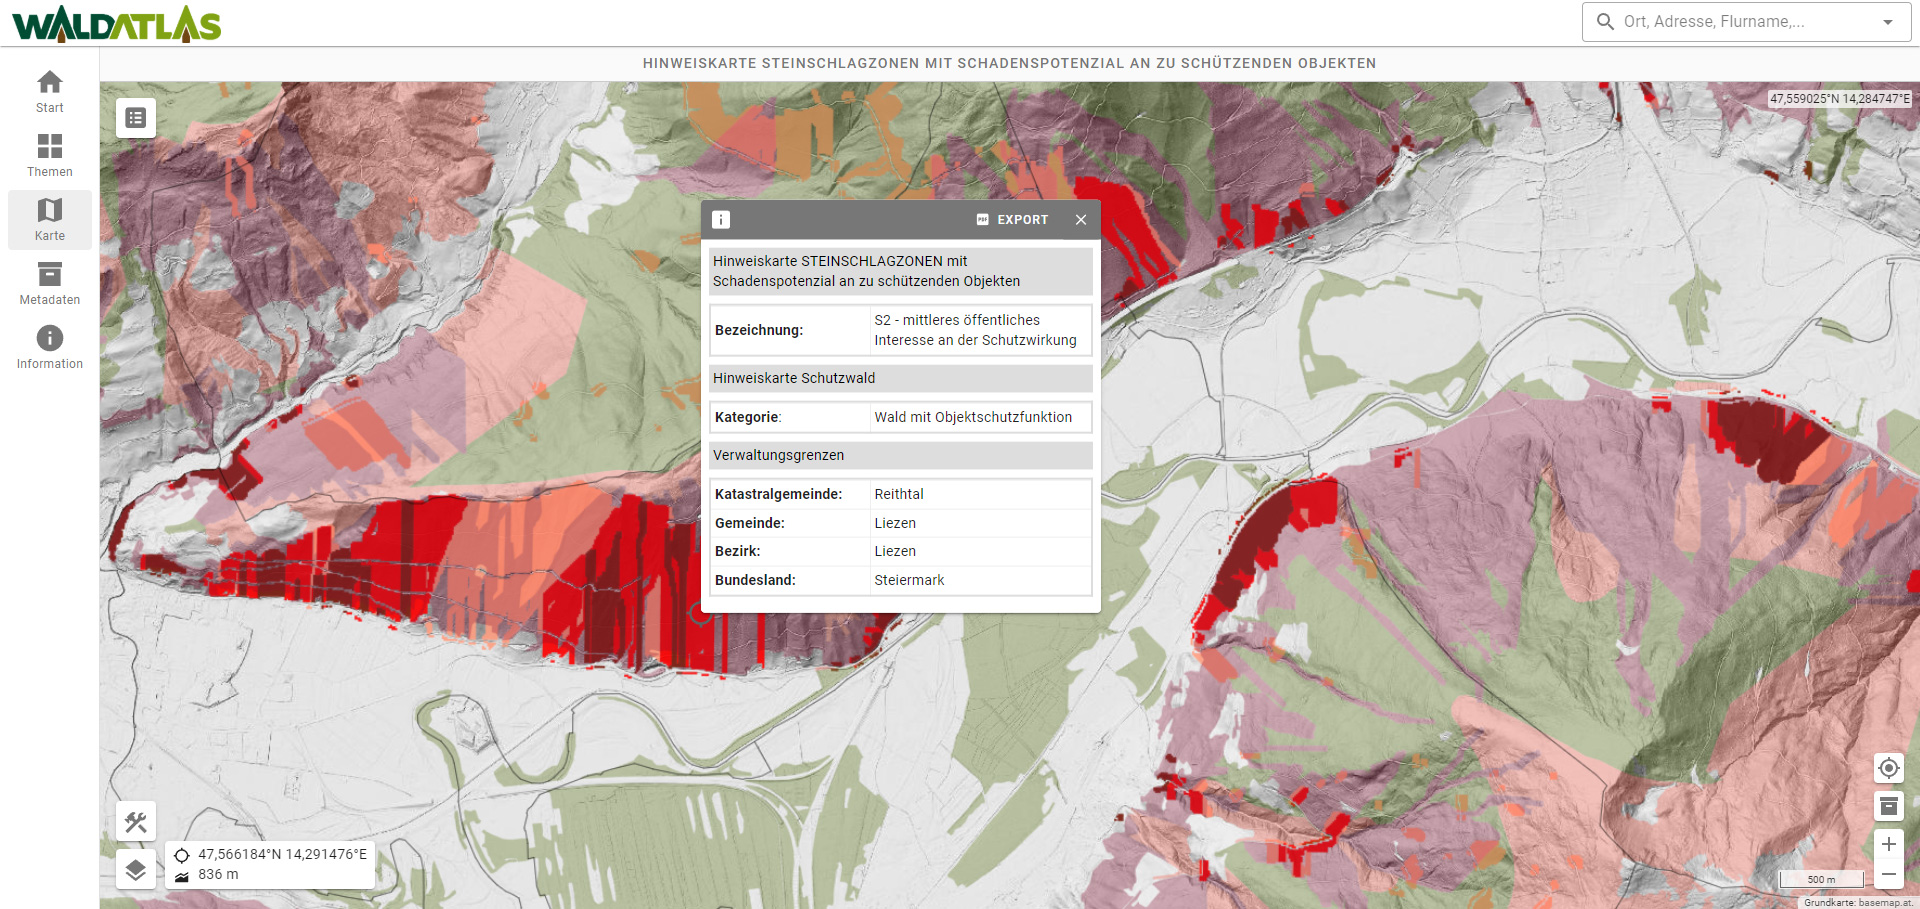 WALDATLAS
Ort, Adresse, Flurname,...
HINWEISKARTE STEINSCHLAGZONEN MIT SCHADENSPOTENZIAL AN ZU SCHÜTZENDEN OBJEKTEN
Start
Themen
Karte
Metadaten
Information
47,559025°N 14,284747°E
PDF EXPORT
Hinweiskarte STEINSCHLAGZONEN mit
Schadenspotenzial an zu schützenden Objekten
Bezeichnung:
S2 - mittleres öffentliches
Interesse an der Schutzwirkung
Hinweiskarte Schutzwald
Kategorie: Wald mit Objektschutzfunktion
Verwaltungsgrenzen
Katastralgemeinde: Reithtal
Gemeinde: Liezen
Bezirk: Liezen
Bundesland: Steiermark
47,566184°N 14,291476°E
836 m
500 m
Grundkarte: basemap.at.